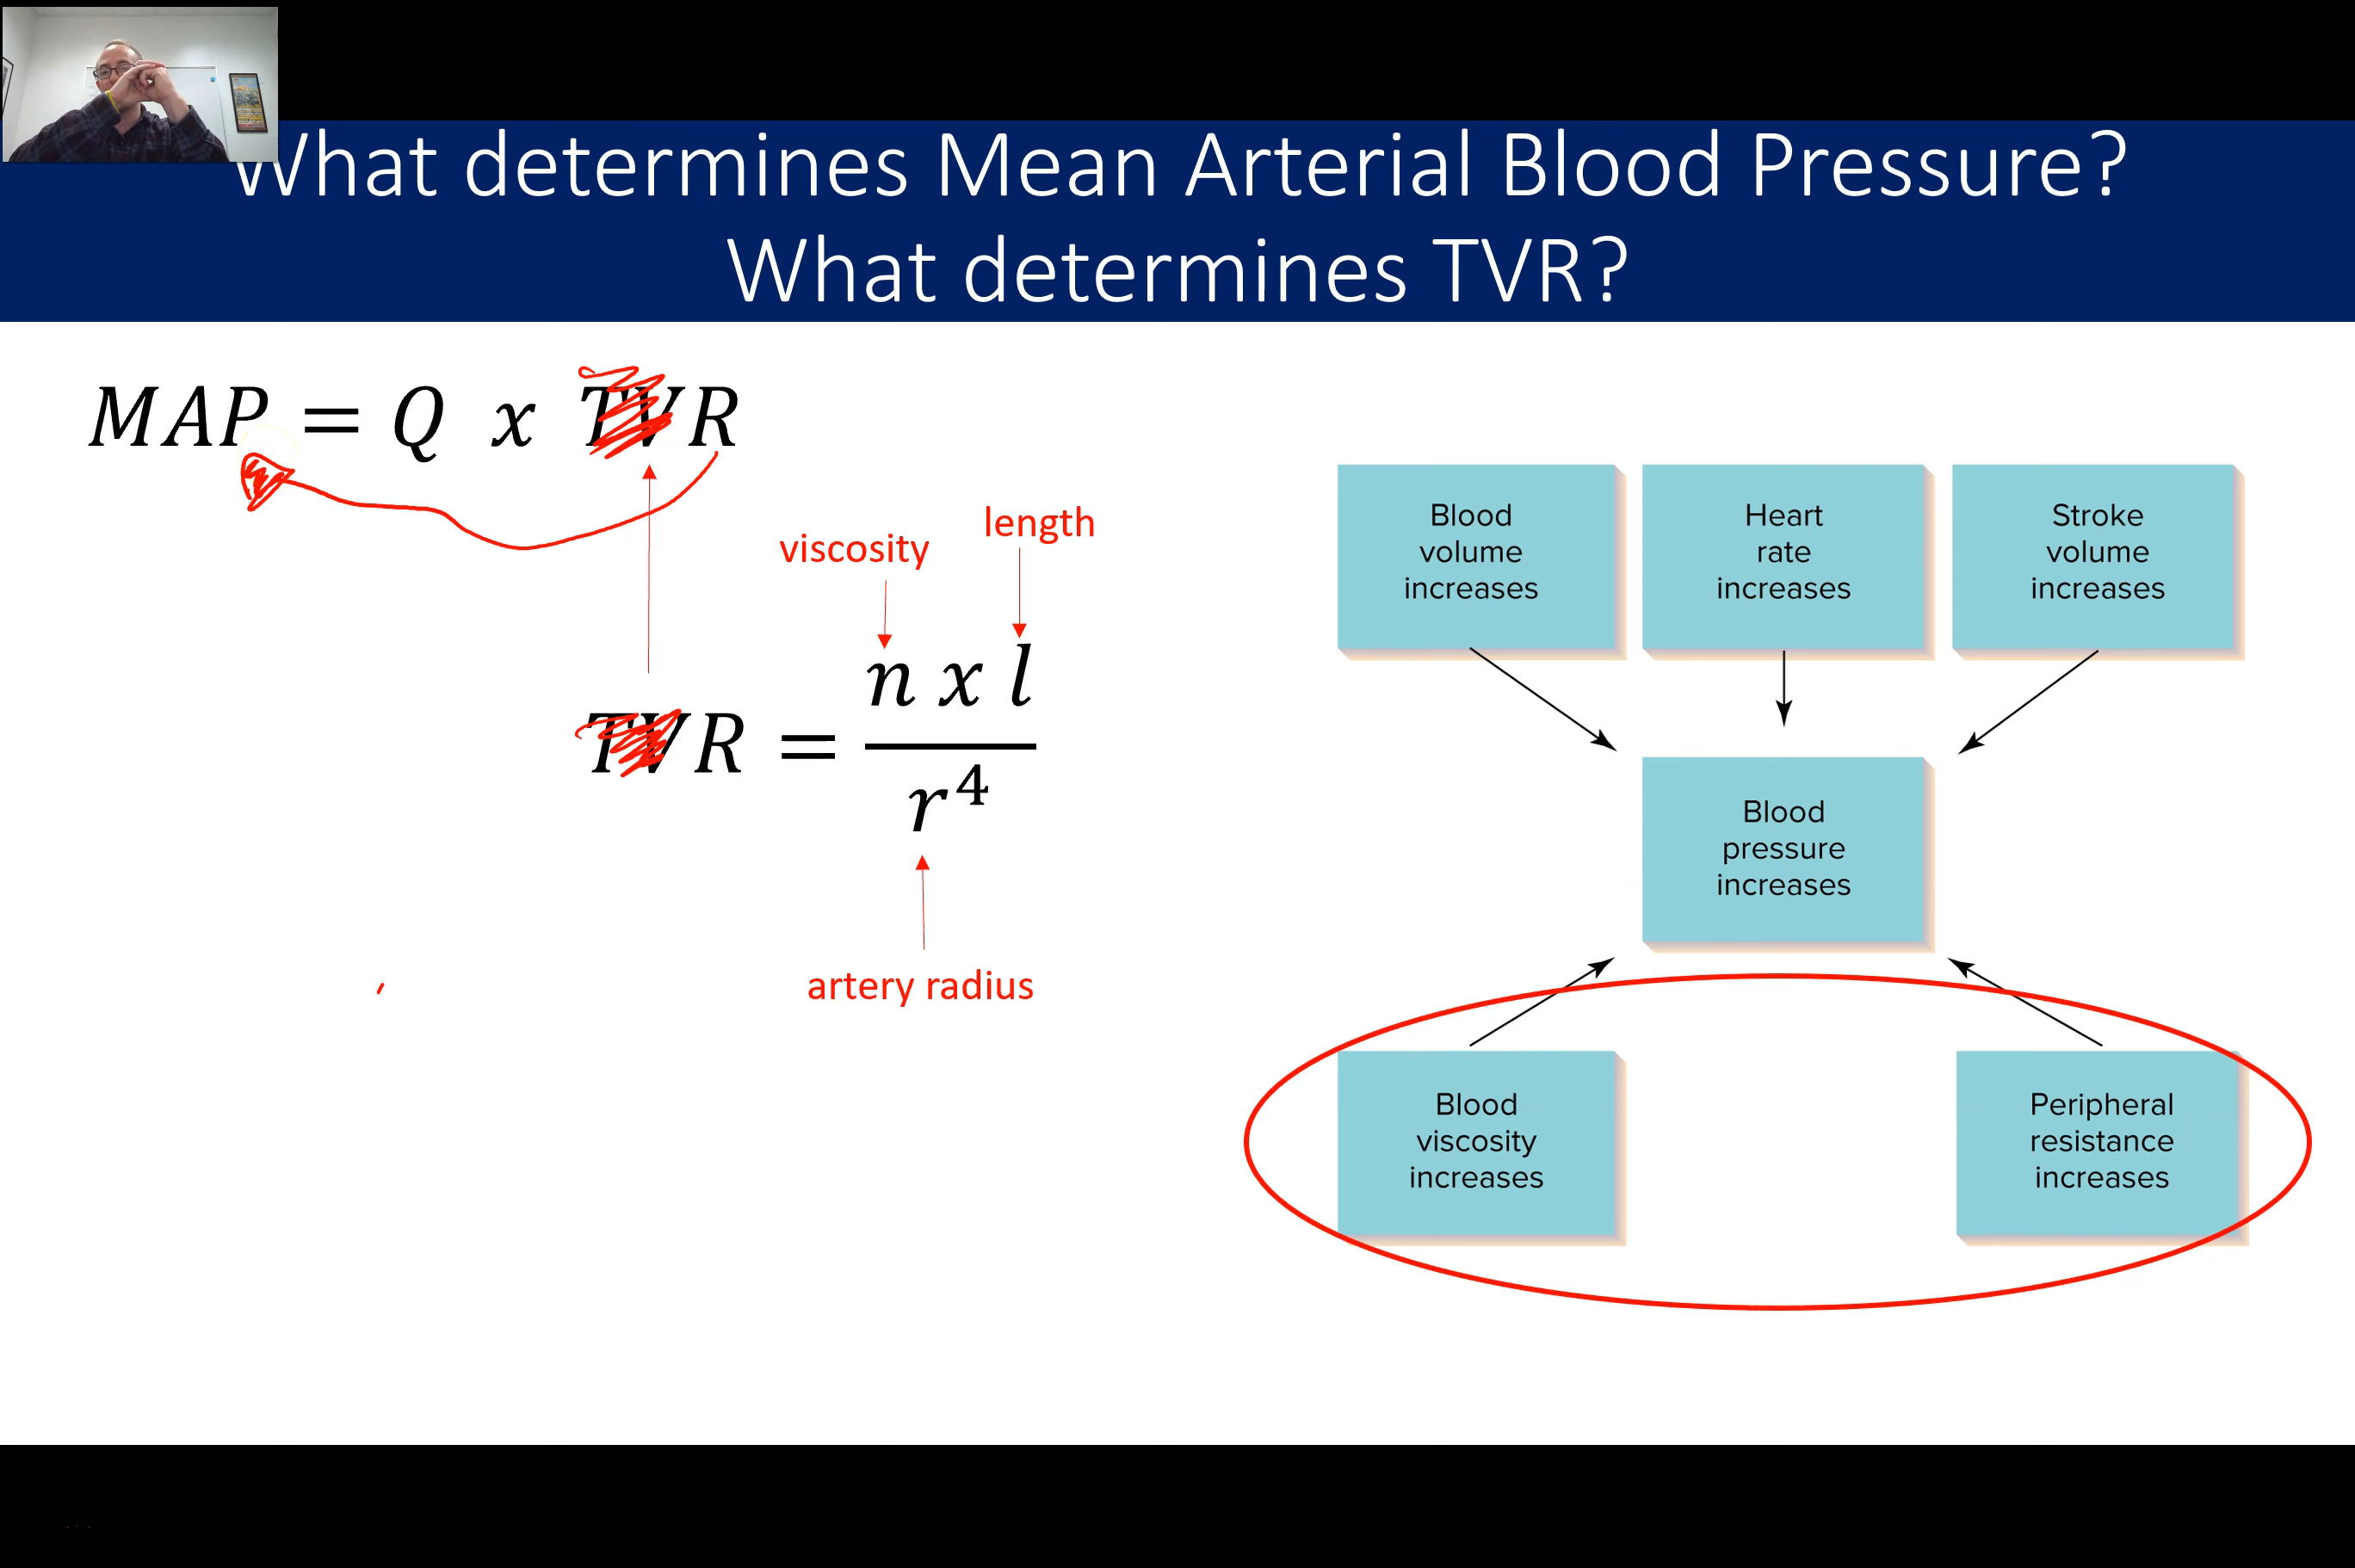 What determines Mean Arterial Blood Pressure?
What determines TVR?
MAP = Q x TVR
viscosity
length
TVR = n x l
r⁴
artery radius
Blood
volume
increases
Heart
rate
increases
Stroke
volume
increases
Blood
pressure
increases
Blood
viscosity
increases
Peripheral
resistance
increases